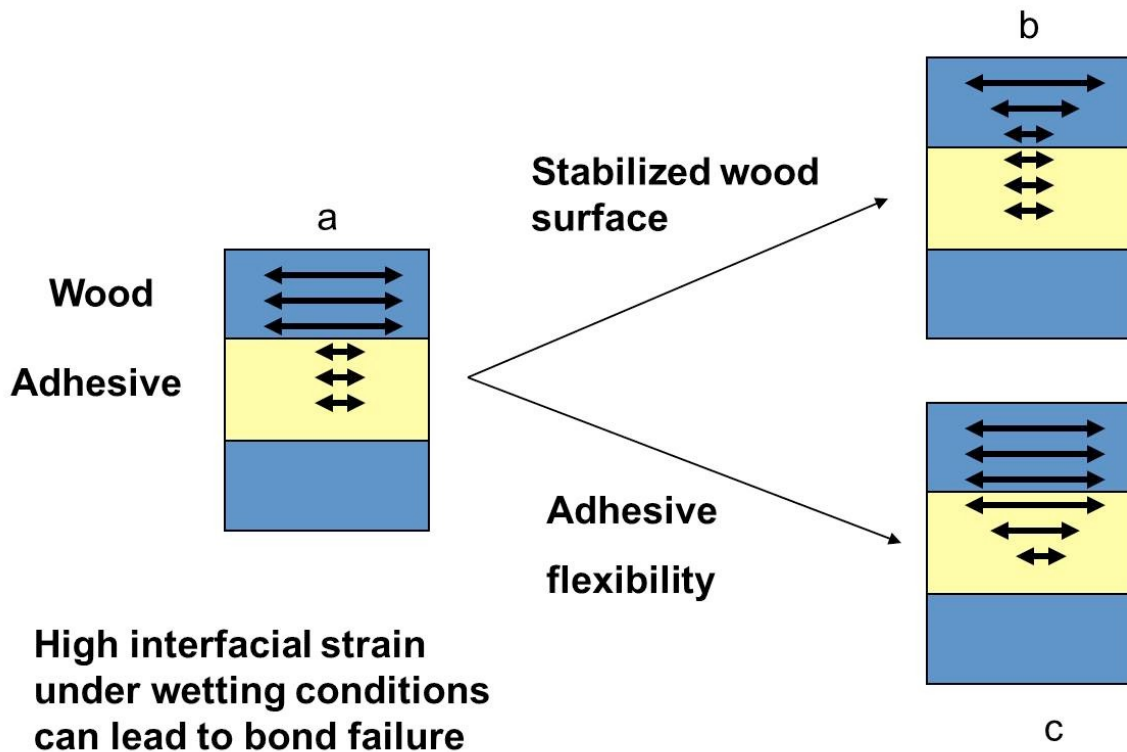 b
Stabilized wood
surface
a
Wood
Adhesive
Adhesive
flexibility
High interfacial strain
under wetting conditions
can lead to bond failure
c